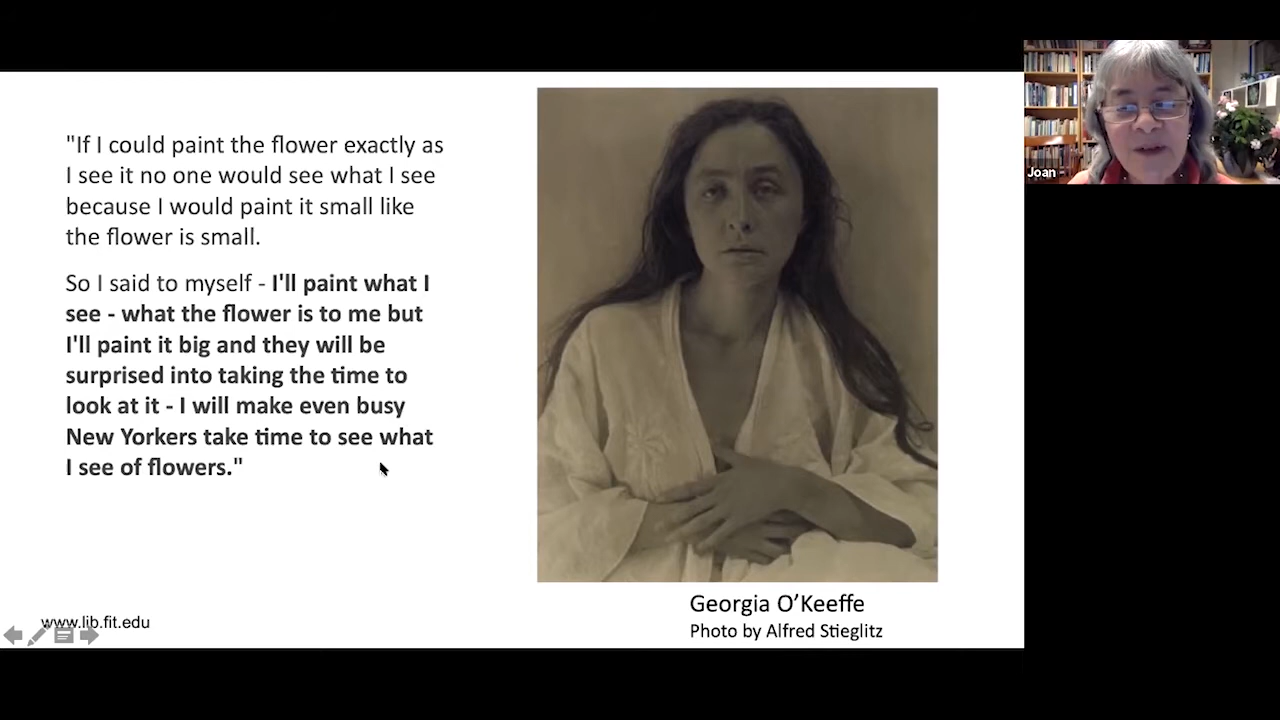 "If I could paint the flower exactly as
I see it no one would see what I see
because I would paint it small like
the flower is small.
So I said to myself - I'll paint what I
see - what the flower is to me but
I'll paint it big and they will be
surprised into taking the time to
look at it - I will make even busy
New Yorkers take time to see what
I see of flowers."
Georgia O’Keeffe
Photo by Alfred Stieglitz
www.lib.fit.edu
Joan